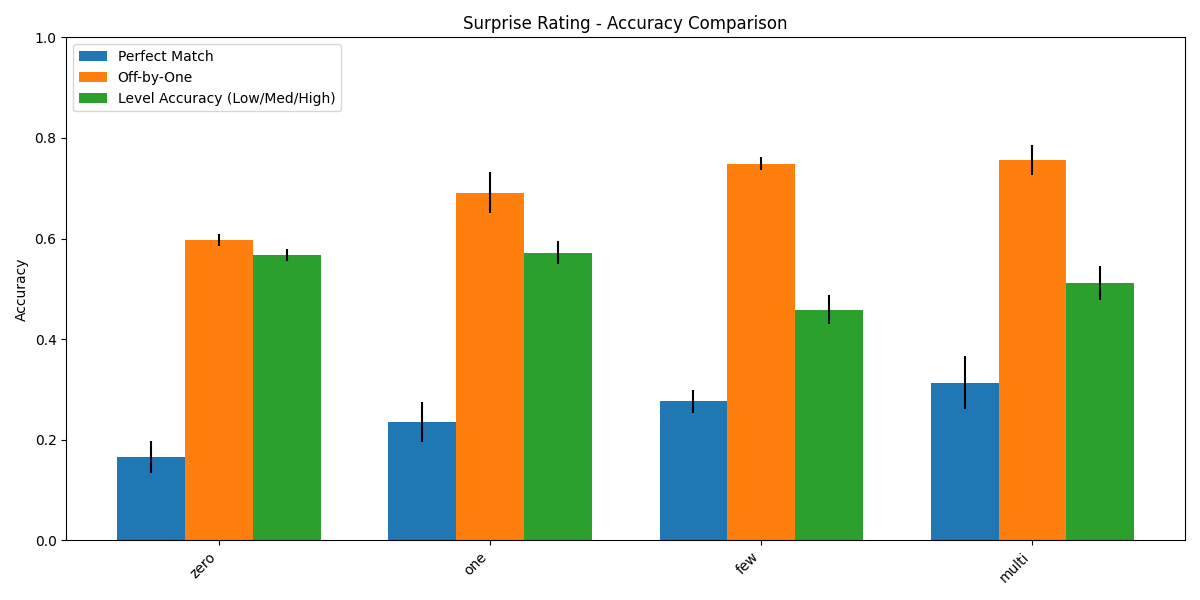 Surprise Rating - Accuracy Comparison
Perfect Match
Off-by-One
Level Accuracy (Low/Med/High)
Accuracy
1.0
0.8
0.6
0.4
0.2
0.0
zero
one
few
multi